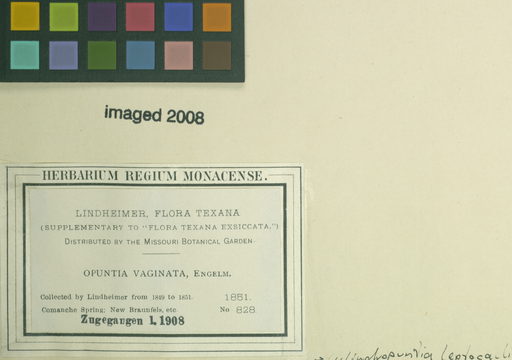 imaged 2008
HERBARIUM REGIUM MONACENSE.
LINDHEIMER, FLORA TEXANA
(SUPPLEMENTARY TO "FLORA TEXANA EXSICCATA.")
DISTRIBUTED BY THE MISSOURI BOTANICAL GARDEN
OPUNTIA VAGINATA, ENGELM.
Collected by Lindheimer from 1849 to 1851. 1851.
Comanche Spring; New Braunfels, etc. No 828
Zugegangen 1,1908